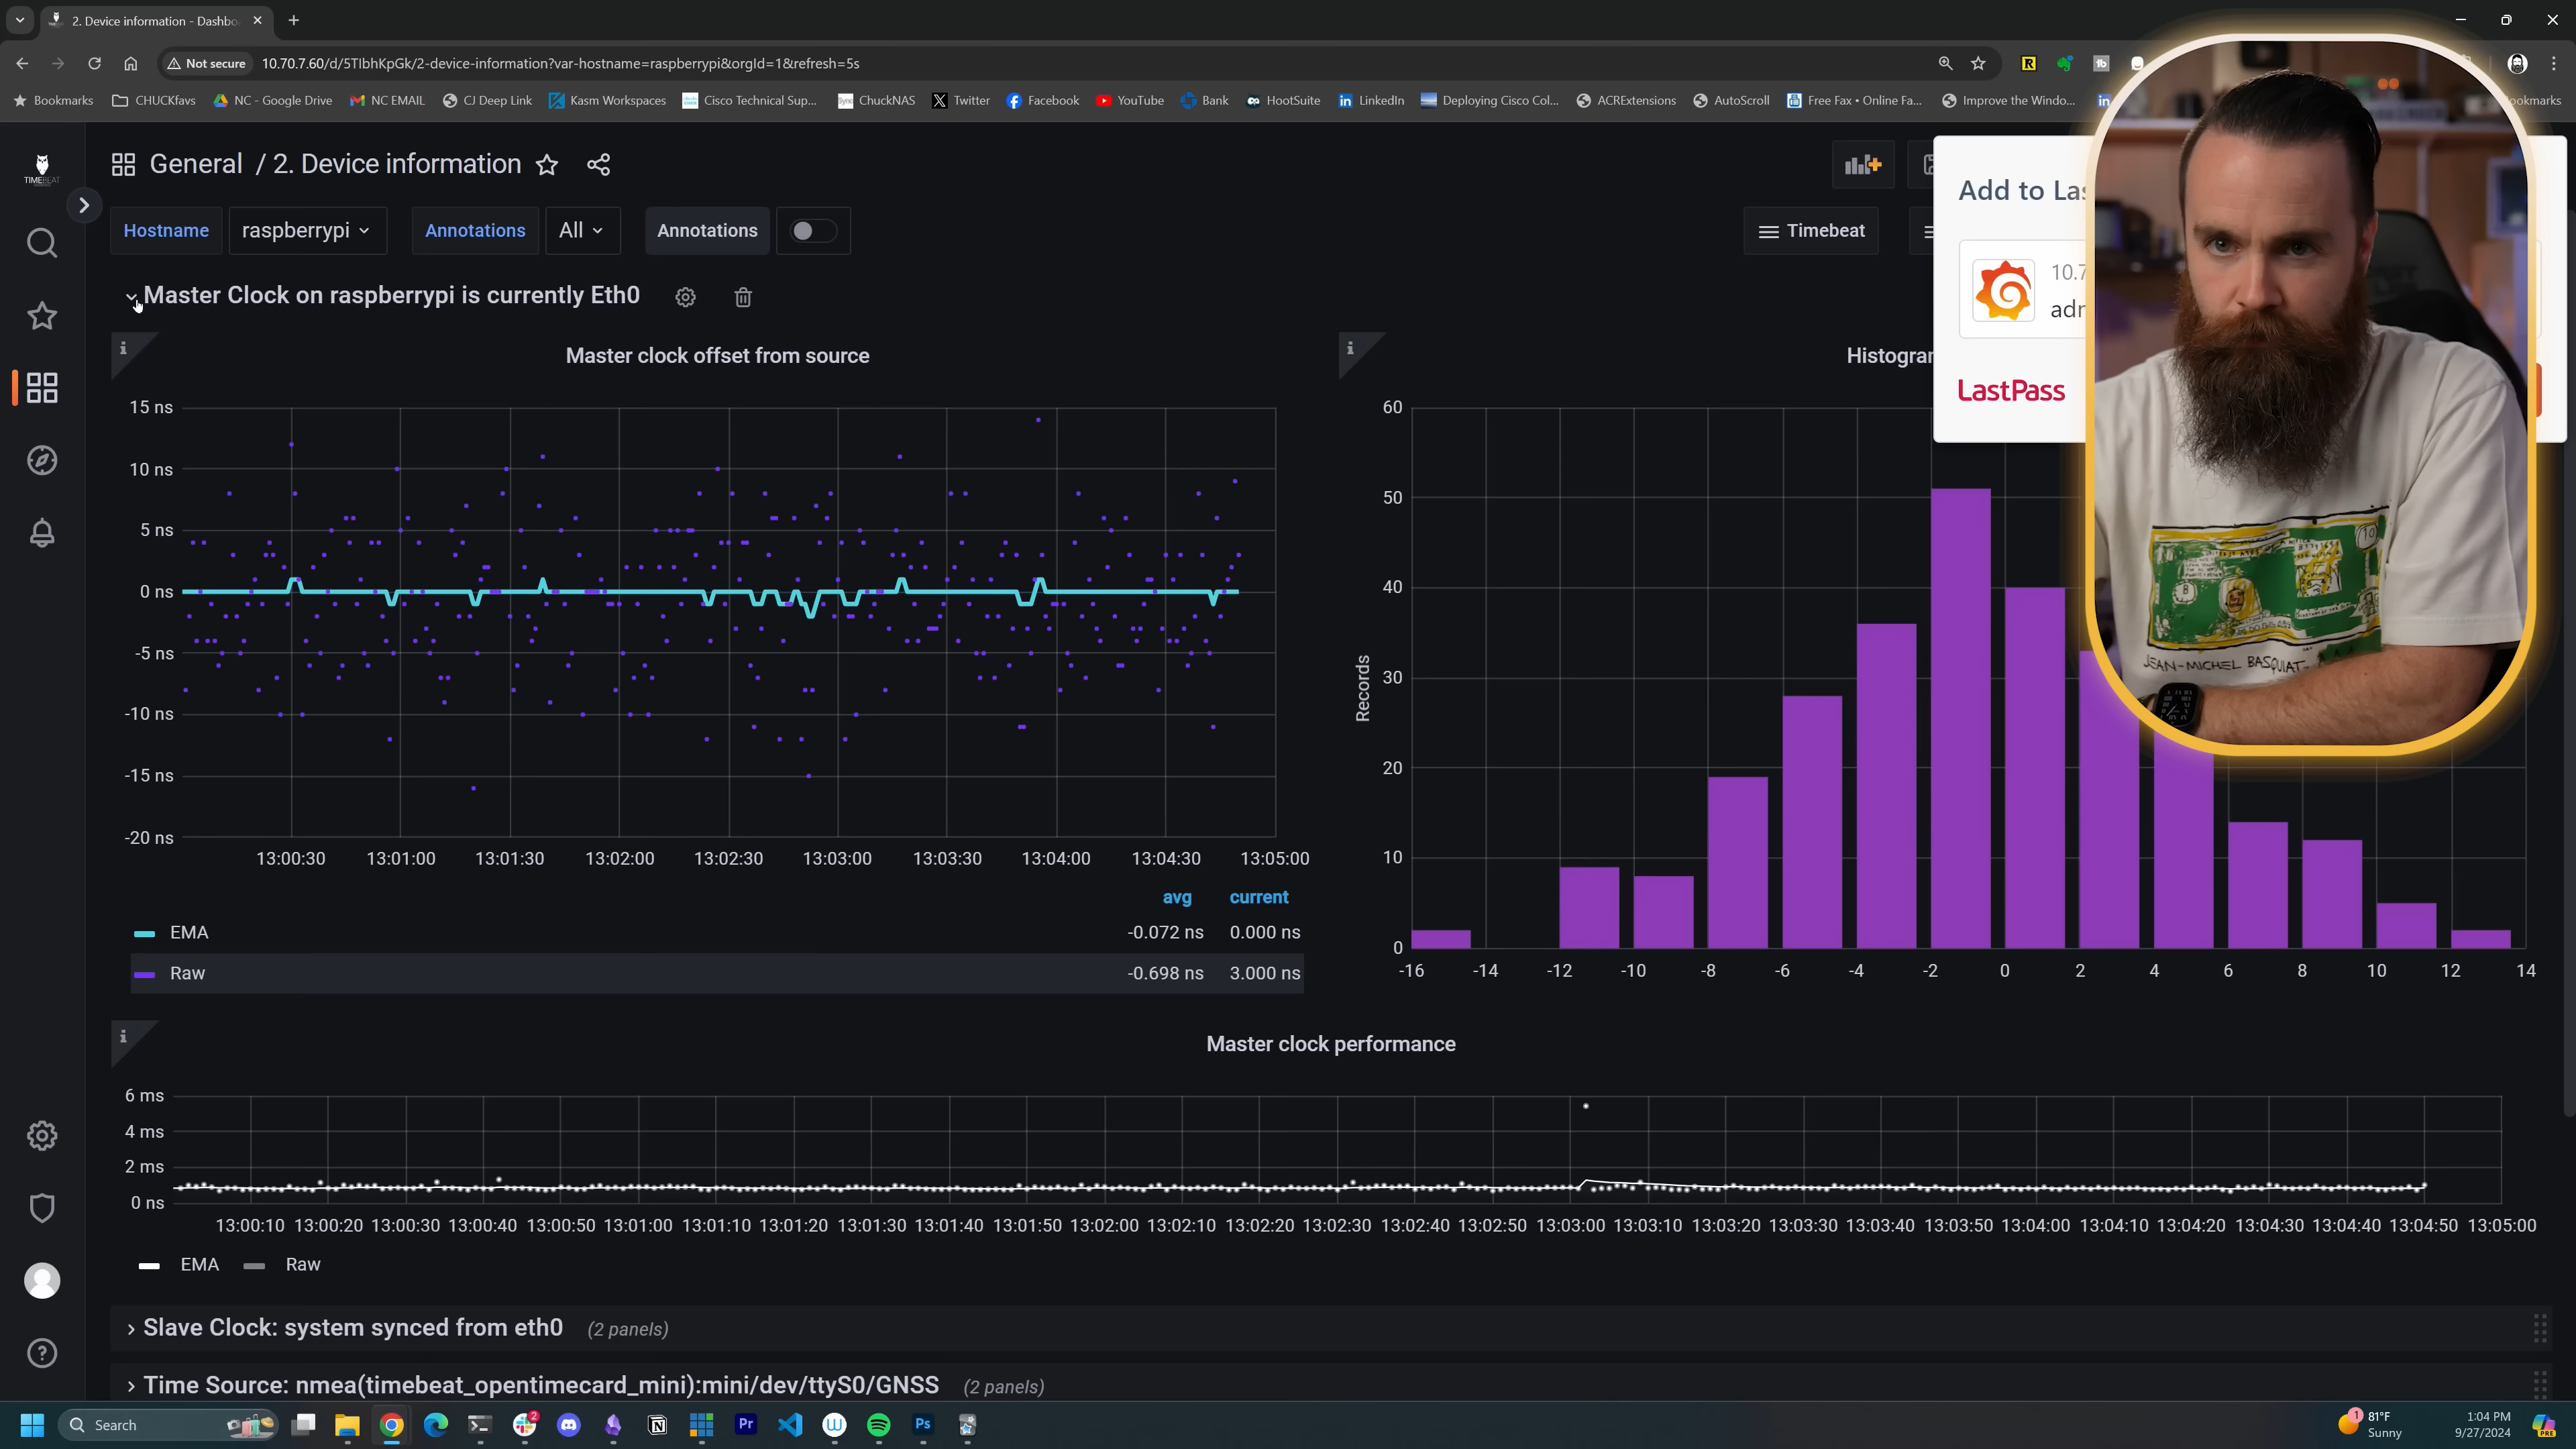 2. Device information - Dashbo
Not secure 10.70.7.60/d/5TIbhKpGk/2-device-information?var-hostname=raspberrypi&orgId=1&refresh=5s
Bookmarks CHUCKfavs NC - Google Drive NC EMAIL CJ Deep Link Kasm Workspaces Cisco Technical Sup... ChuckNAS Twitter Facebook YouTube Bank HootSuite LinkedIn Deploying Cisco Col... ACRExtensions AutoScroll Free Fax • Online Fa... Improve the Windo... ookmarks
TIMEBEAT
General / 2. Device information
Add to Las
Hostname raspberrypi Annotations All Annotations Timebeat
10.7
adr
LastPass
Master Clock on raspberrypi is currently Eth0
Master clock offset from source
15 ns
10 ns
5 ns
0 ns
-5 ns
-10 ns
-15 ns
-20 ns
13:00:30 13:01:00 13:01:30 13:02:00 13:02:30 13:03:00 13:03:30 13:04:00 13:04:30 13:05:00
avg current
EMA -0.072 ns 0.000 ns
Raw -0.698 ns 3.000 ns
Histogra
60
50
40
30
20
10
0
Records
-16 -14 -12 -10 -8 -6 -4 -2 0 2 4 6 8 10 12 14
JEAN-MICHEL BASQUIAT
Master clock performance
6 ms
4 ms
2 ms
0 ns
13:00:10 13:00:20 13:00:30 13:00:40 13:00:50 13:01:00 13:01:10 13:01:20 13:01:30 13:01:40 13:01:50 13:02:00 13:02:10 13:02:20 13:02:30 13:02:40 13:02:50 13:03:00 13:03:10 13:03:20 13:03:30 13:03:40 13:03:50 13:04:00 13:04:10 13:04:20 13:04:30 13:04:40 13:04:50 13:05:00
EMA Raw
Slave Clock: system synced from eth0 (2 panels)
Time Source: nmea(timebeat_opentimecard_mini):mini/dev/ttyS0/GNSS (2 panels)
Search
81°F
Sunny
1:04 PM
9/27/2024